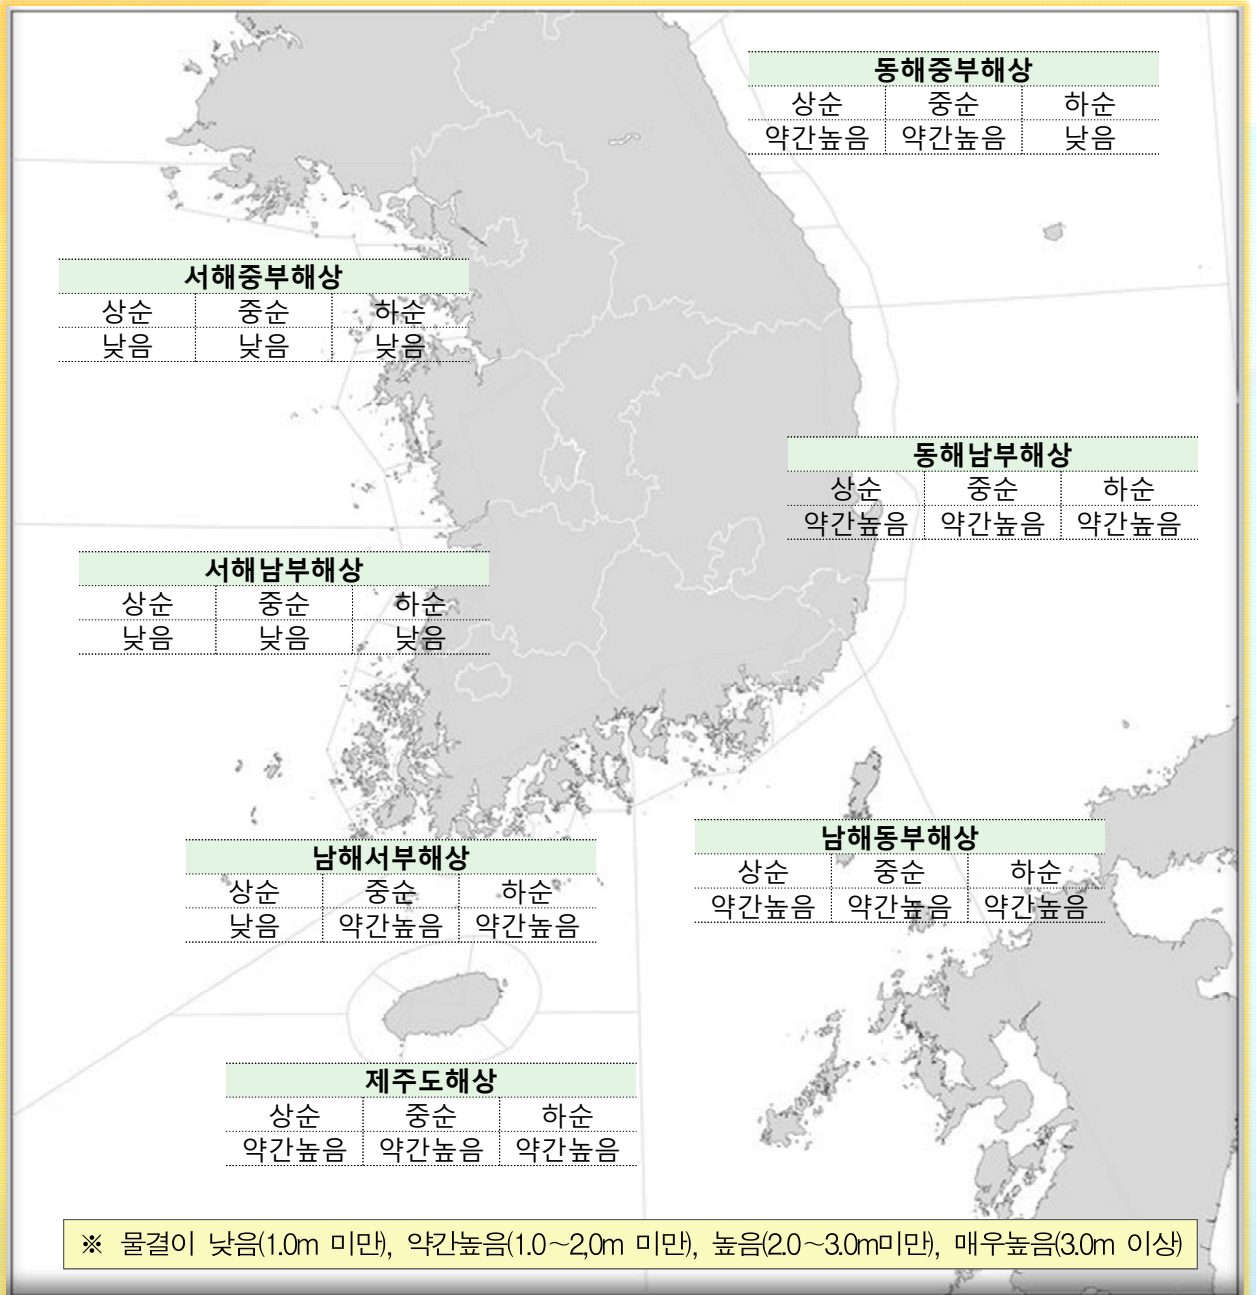 동해중부해상
상순 중순 하순
약간높음 약간높음 낮음
서해중부해상
상순 중순 하순
낮음 낮음 낮음
동해남부해상
상순 중순 하순
약간높음 약간높음 약간높음
서해남부해상
상순 중순 하순
낮음 낮음 낮음
남해동부해상
상순 중순 하순
약간높음 약간높음 약간높음
남해서부해상
상순 중순 하순
낮음 약간높음 약간높음
제주도해상
상순 중순 하순
약간높음 약간높음 약간높음
※ 물결이 낮음(1.0m 미만), 약간높음(1.0~2,0m 미만), 높음(2.0~3.0m미만), 매우높음(3.0m 이상)